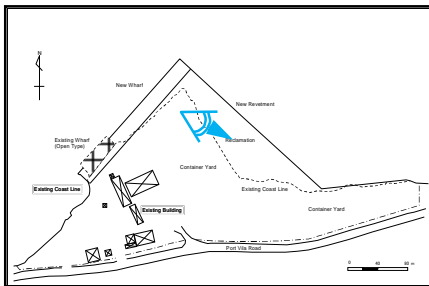 N
New Wharf
New Revetment
Existing Wharf
(Open Type)
Reclamation
Container Yard
Existing Coast Line
Existing Coast Line
Existing Building
Container Yard
Port Vila Road
0 40 80 m